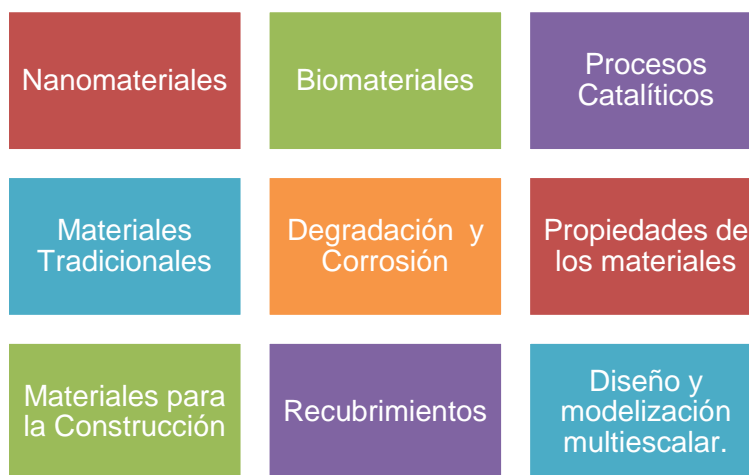 Nanomateriales
Biomateriales
Procesos
Catalíticos
Materiales
Tradicionales
Degradación y
Corrosión
Propiedades de
los materiales
Materiales para
la Construcción
Recubrimientos
Diseño y
modelización
multiescalar.